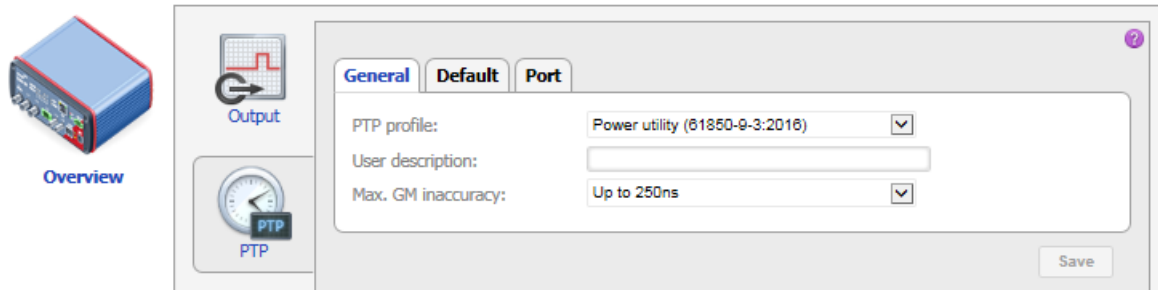 Overview
Output
PTP
PTP
General Default Port
PTP profile: Power utility (61850-9-3:2016)
User description:
Max. GM inaccuracy: Up to 250ns
Save
?